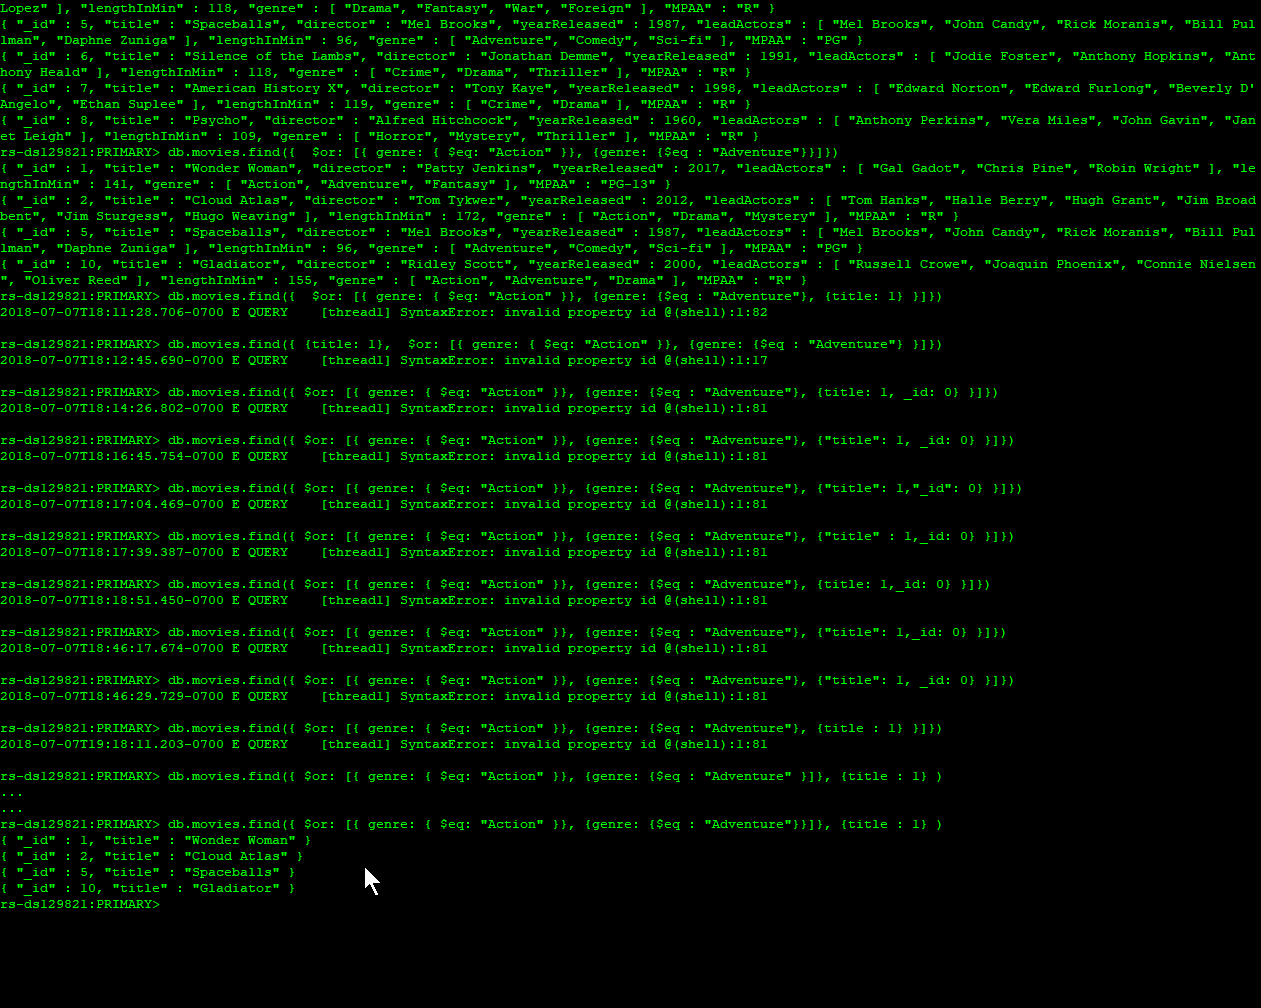 Lopez" ], "lengthInMin" : 118, "genre" : [ "Drama", "Fantasy", "War", "Foreign" ], "MPAA" : "R" }
{ "_id" : 5, "title" : "Spaceballs", "director" : "Mel Brooks", "yearReleased" : 1987, "leadActors" : [ "Mel Brooks", "John Candy", "Rick Moranis", "Bill Pul
lman", "Daphne Zuniga" ], "lengthInMin" : 96, "genre" : [ "Adventure", "Comedy", "Sci-fi" ], "MPAA" : "PG" }
{ "_id" : 6, "title" : "Silence of the Lambs", "director" : "Jonathan Demme", "yearReleased" : 1991, "leadActors" : [ "Jodie Foster", "Anthony Hopkins", "Ant
hony Heald" ], "lengthInMin" : 118, "genre" : [ "Crime", "Drama", "Thriller" ], "MPAA" : "R" }
{ "_id" : 7, "title" : "American History X", "director" : "Tony Kaye", "yearReleased" : 1998, "leadActors" : [ "Edward Norton", "Edward Furlong", "Beverly D'
Angelo", "Ethan Suplee" ], "lengthInMin" : 119, "genre" : [ "Crime", "Drama" ], "MPAA" : "R" }
{ "_id" : 8, "title" : "Psycho", "director" : "Alfred Hitchcock", "yearReleased" : 1960, "leadActors" : [ "Anthony Perkins", "Vera Miles", "John Gavin", "Jan
et Leigh" ], "lengthInMin" : 109, "genre" : [ "Horror", "Mystery", "Thriller" ], "MPAA" : "R" }
rs-ds129821:PRIMARY> db.movies.find({  $or: [{ genre: { $eq: "Action" }}, {genre: {$eq : "Adventure"}}]})
{ "_id" : 1, "title" : "Wonder Woman", "director" : "Patty Jenkins", "yearReleased" : 2017, "leadActors" : [ "Gal Gadot", "Chris Pine", "Robin Wright" ], "le
ngthInMin" : 141, "genre" : [ "Action", "Adventure", "Fantasy" ], "MPAA" : "PG-13" }
{ "_id" : 2, "title" : "Cloud Atlas", "director" : "Tom Tykwer", "yearReleased" : 2012, "leadActors" : [ "Tom Hanks", "Halle Berry", "Hugh Grant", "Jim Broad
bent", "Jim Sturgess", "Hugo Weaving" ], "lengthInMin" : 172, "genre" : [ "Action", "Drama", "Mystery" ], "MPAA" : "R" }
{ "_id" : 5, "title" : "Spaceballs", "director" : "Mel Brooks", "yearReleased" : 1987, "leadActors" : [ "Mel Brooks", "John Candy", "Rick Moranis", "Bill Pul
lman", "Daphne Zuniga" ], "lengthInMin" : 96, "genre" : [ "Adventure", "Comedy", "Sci-fi" ], "MPAA" : "PG" }
{ "_id" : 10, "title" : "Gladiator", "director" : "Ridley Scott", "yearReleased" : 2000, "leadActors" : [ "Russell Crowe", "Joaquin Phoenix", "Connie Nielsen
", "Oliver Reed" ], "lengthInMin" : 155, "genre" : [ "Action", "Adventure", "Drama" ], "MPAA" : "R" }
rs-ds129821:PRIMARY> db.movies.find({  $or: [{ genre: { $eq: "Action" }}, {genre: {$eq : "Adventure"}, {title: 1} }]})
2018-07-07T18:11:28.706-0700 E QUERY    [thread1] SyntaxError: invalid property id @(shell):1:82
rs-ds129821:PRIMARY> db.movies.find({ {title: 1},  $or: [{ genre: { $eq: "Action" }}, {genre: {$eq : "Adventure"} }]})
2018-07-07T18:12:45.690-0700 E QUERY    [thread1] SyntaxError: invalid property id @(shell):1:17
rs-ds129821:PRIMARY> db.movies.find({ $or: [{ genre: { $eq: "Action" }}, {genre: {$eq : "Adventure"}, {title: 1, _id: 0} }]})
2018-07-07T18:14:26.802-0700 E QUERY    [thread1] SyntaxError: invalid property id @(shell):1:81
rs-ds129821:PRIMARY> db.movies.find({ $or: [{ genre: { $eq: "Action" }}, {genre: {$eq : "Adventure"}, {"title": 1, _id: 0} }]})
2018-07-07T18:16:45.754-0700 E QUERY    [thread1] SyntaxError: invalid property id @(shell):1:81
rs-ds129821:PRIMARY> db.movies.find({ $or: [{ genre: { $eq: "Action" }}, {genre: {$eq : "Adventure"}, {"title": 1,"_id": 0} }]})
2018-07-07T18:17:04.469-0700 E QUERY    [thread1] SyntaxError: invalid property id @(shell):1:81
rs-ds129821:PRIMARY> db.movies.find({ $or: [{ genre: { $eq: "Action" }}, {genre: {$eq : "Adventure"}, {"title" : 1,_id: 0} }]})
2018-07-07T18:17:39.387-0700 E QUERY    [thread1] SyntaxError: invalid property id @(shell):1:81
rs-ds129821:PRIMARY> db.movies.find({ $or: [{ genre: { $eq: "Action" }}, {genre: {$eq : "Adventure"}, {title: 1,_id: 0} }]})
2018-07-07T18:18:51.450-0700 E QUERY    [thread1] SyntaxError: invalid property id @(shell):1:81
rs-ds129821:PRIMARY> db.movies.find({ $or: [{ genre: { $eq: "Action" }}, {genre: {$eq : "Adventure"}, {"title": 1,_id: 0} }]})
2018-07-07T18:46:17.674-0700 E QUERY    [thread1] SyntaxError: invalid property id @(shell):1:81
rs-ds129821:PRIMARY> db.movies.find({ $or: [{ genre: { $eq: "Action" }}, {genre: {$eq : "Adventure"}, {"title": 1, _id: 0} }]})
2018-07-07T18:46:29.729-0700 E QUERY    [thread1] SyntaxError: invalid property id @(shell):1:81
rs-ds129821:PRIMARY> db.movies.find({ $or: [{ genre: { $eq: "Action" }}, {genre: {$eq : "Adventure"}, {title : 1} }]})
2018-07-07T19:18:11.203-0700 E QUERY    [thread1] SyntaxError: invalid property id @(shell):1:81
rs-ds129821:PRIMARY> db.movies.find({ $or: [{ genre: { $eq: "Action" }}, {genre: {$eq : "Adventure" }]}, {title : 1} )
...
...
rs-ds129821:PRIMARY> db.movies.find({ $or: [{ genre: { $eq: "Action" }}, {genre: {$eq : "Adventure"}}]}, {title : 1} )
{ "_id" : 1, "title" : "Wonder Woman" }
{ "_id" : 2, "title" : "Cloud Atlas" }
{ "_id" : 5, "title" : "Spaceballs" }
{ "_id" : 10, "title" : "Gladiator" }
rs-ds129821:PRIMARY>